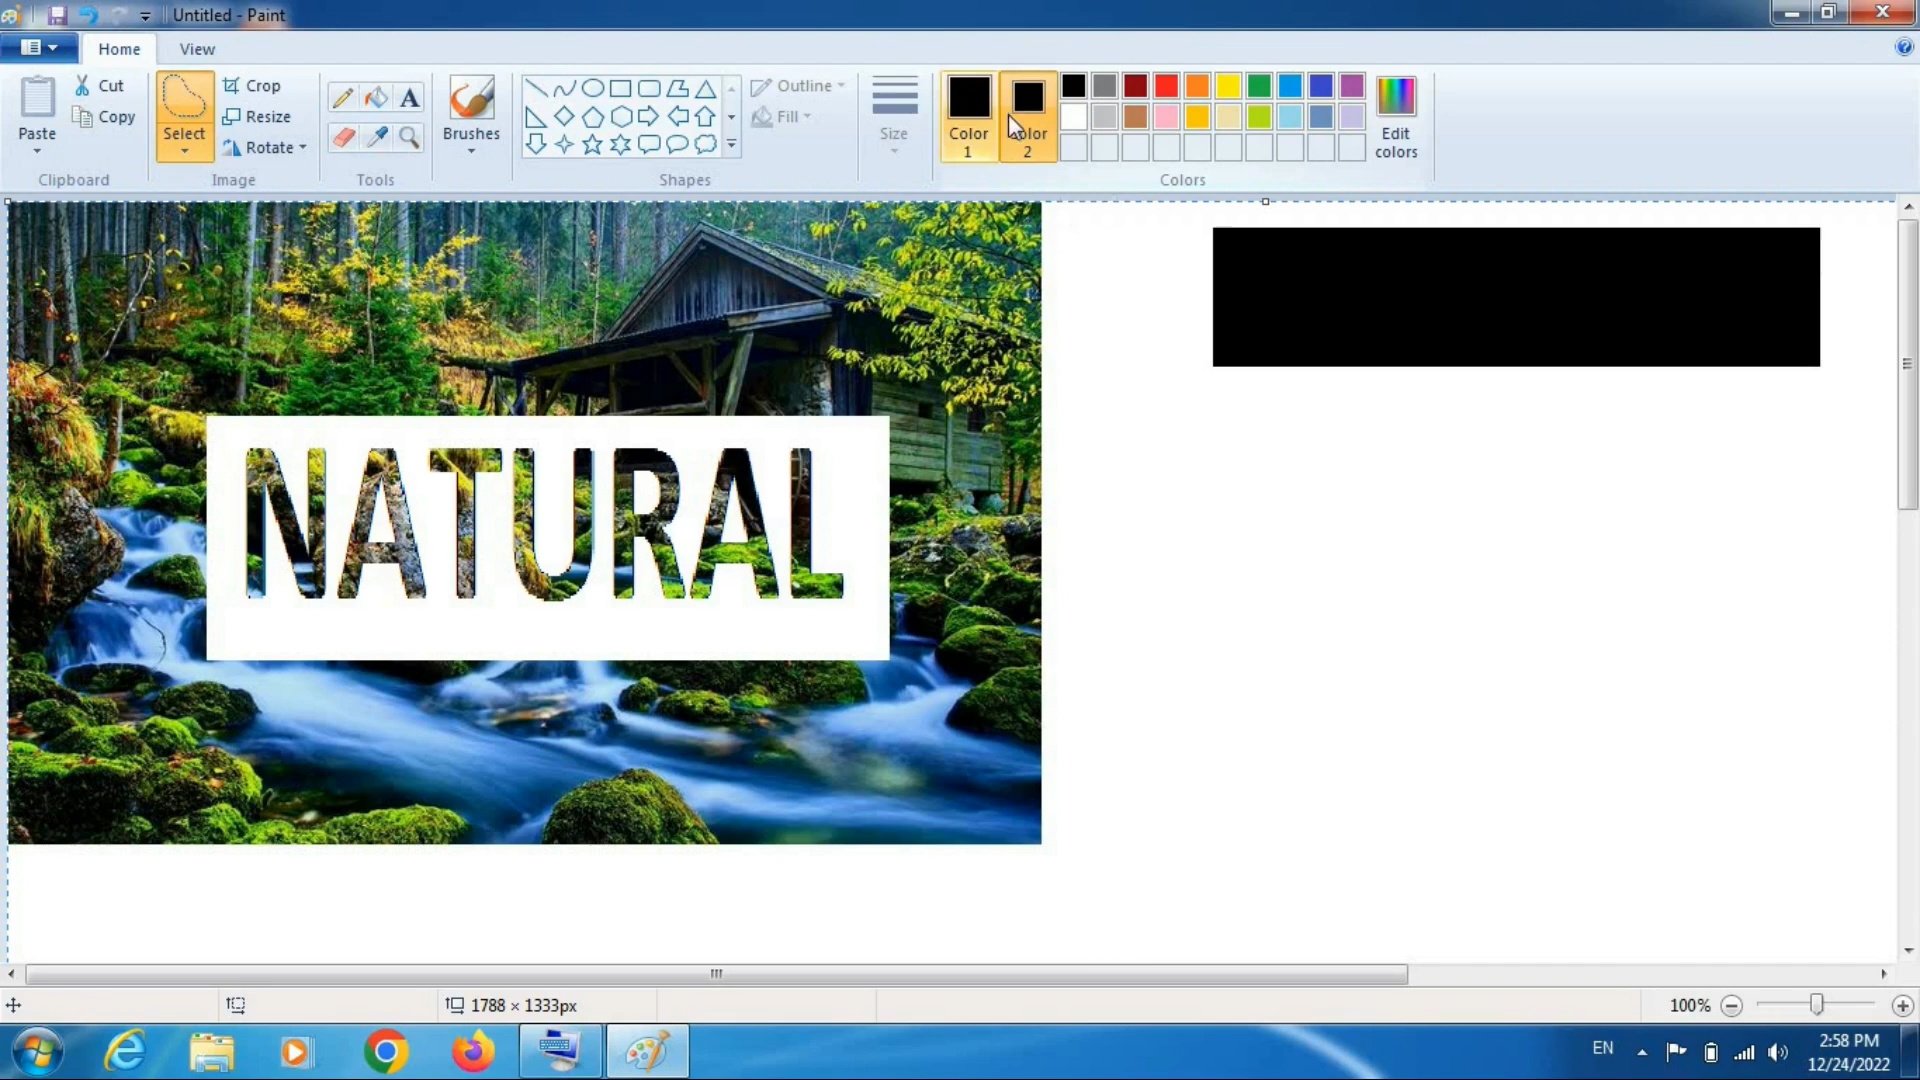 Untitled - Paint
Home View
Paste
Cut
Copy
Clipboard
Select
Crop
Resize
Rotate
Image
A
Tools
Brushes
Shapes
Outline
Fill
Size
Color
1
2
Edit
colors
Colors
NATURAL
1788 × 1333px
100%
EN
2:58 PM
12/24/2022